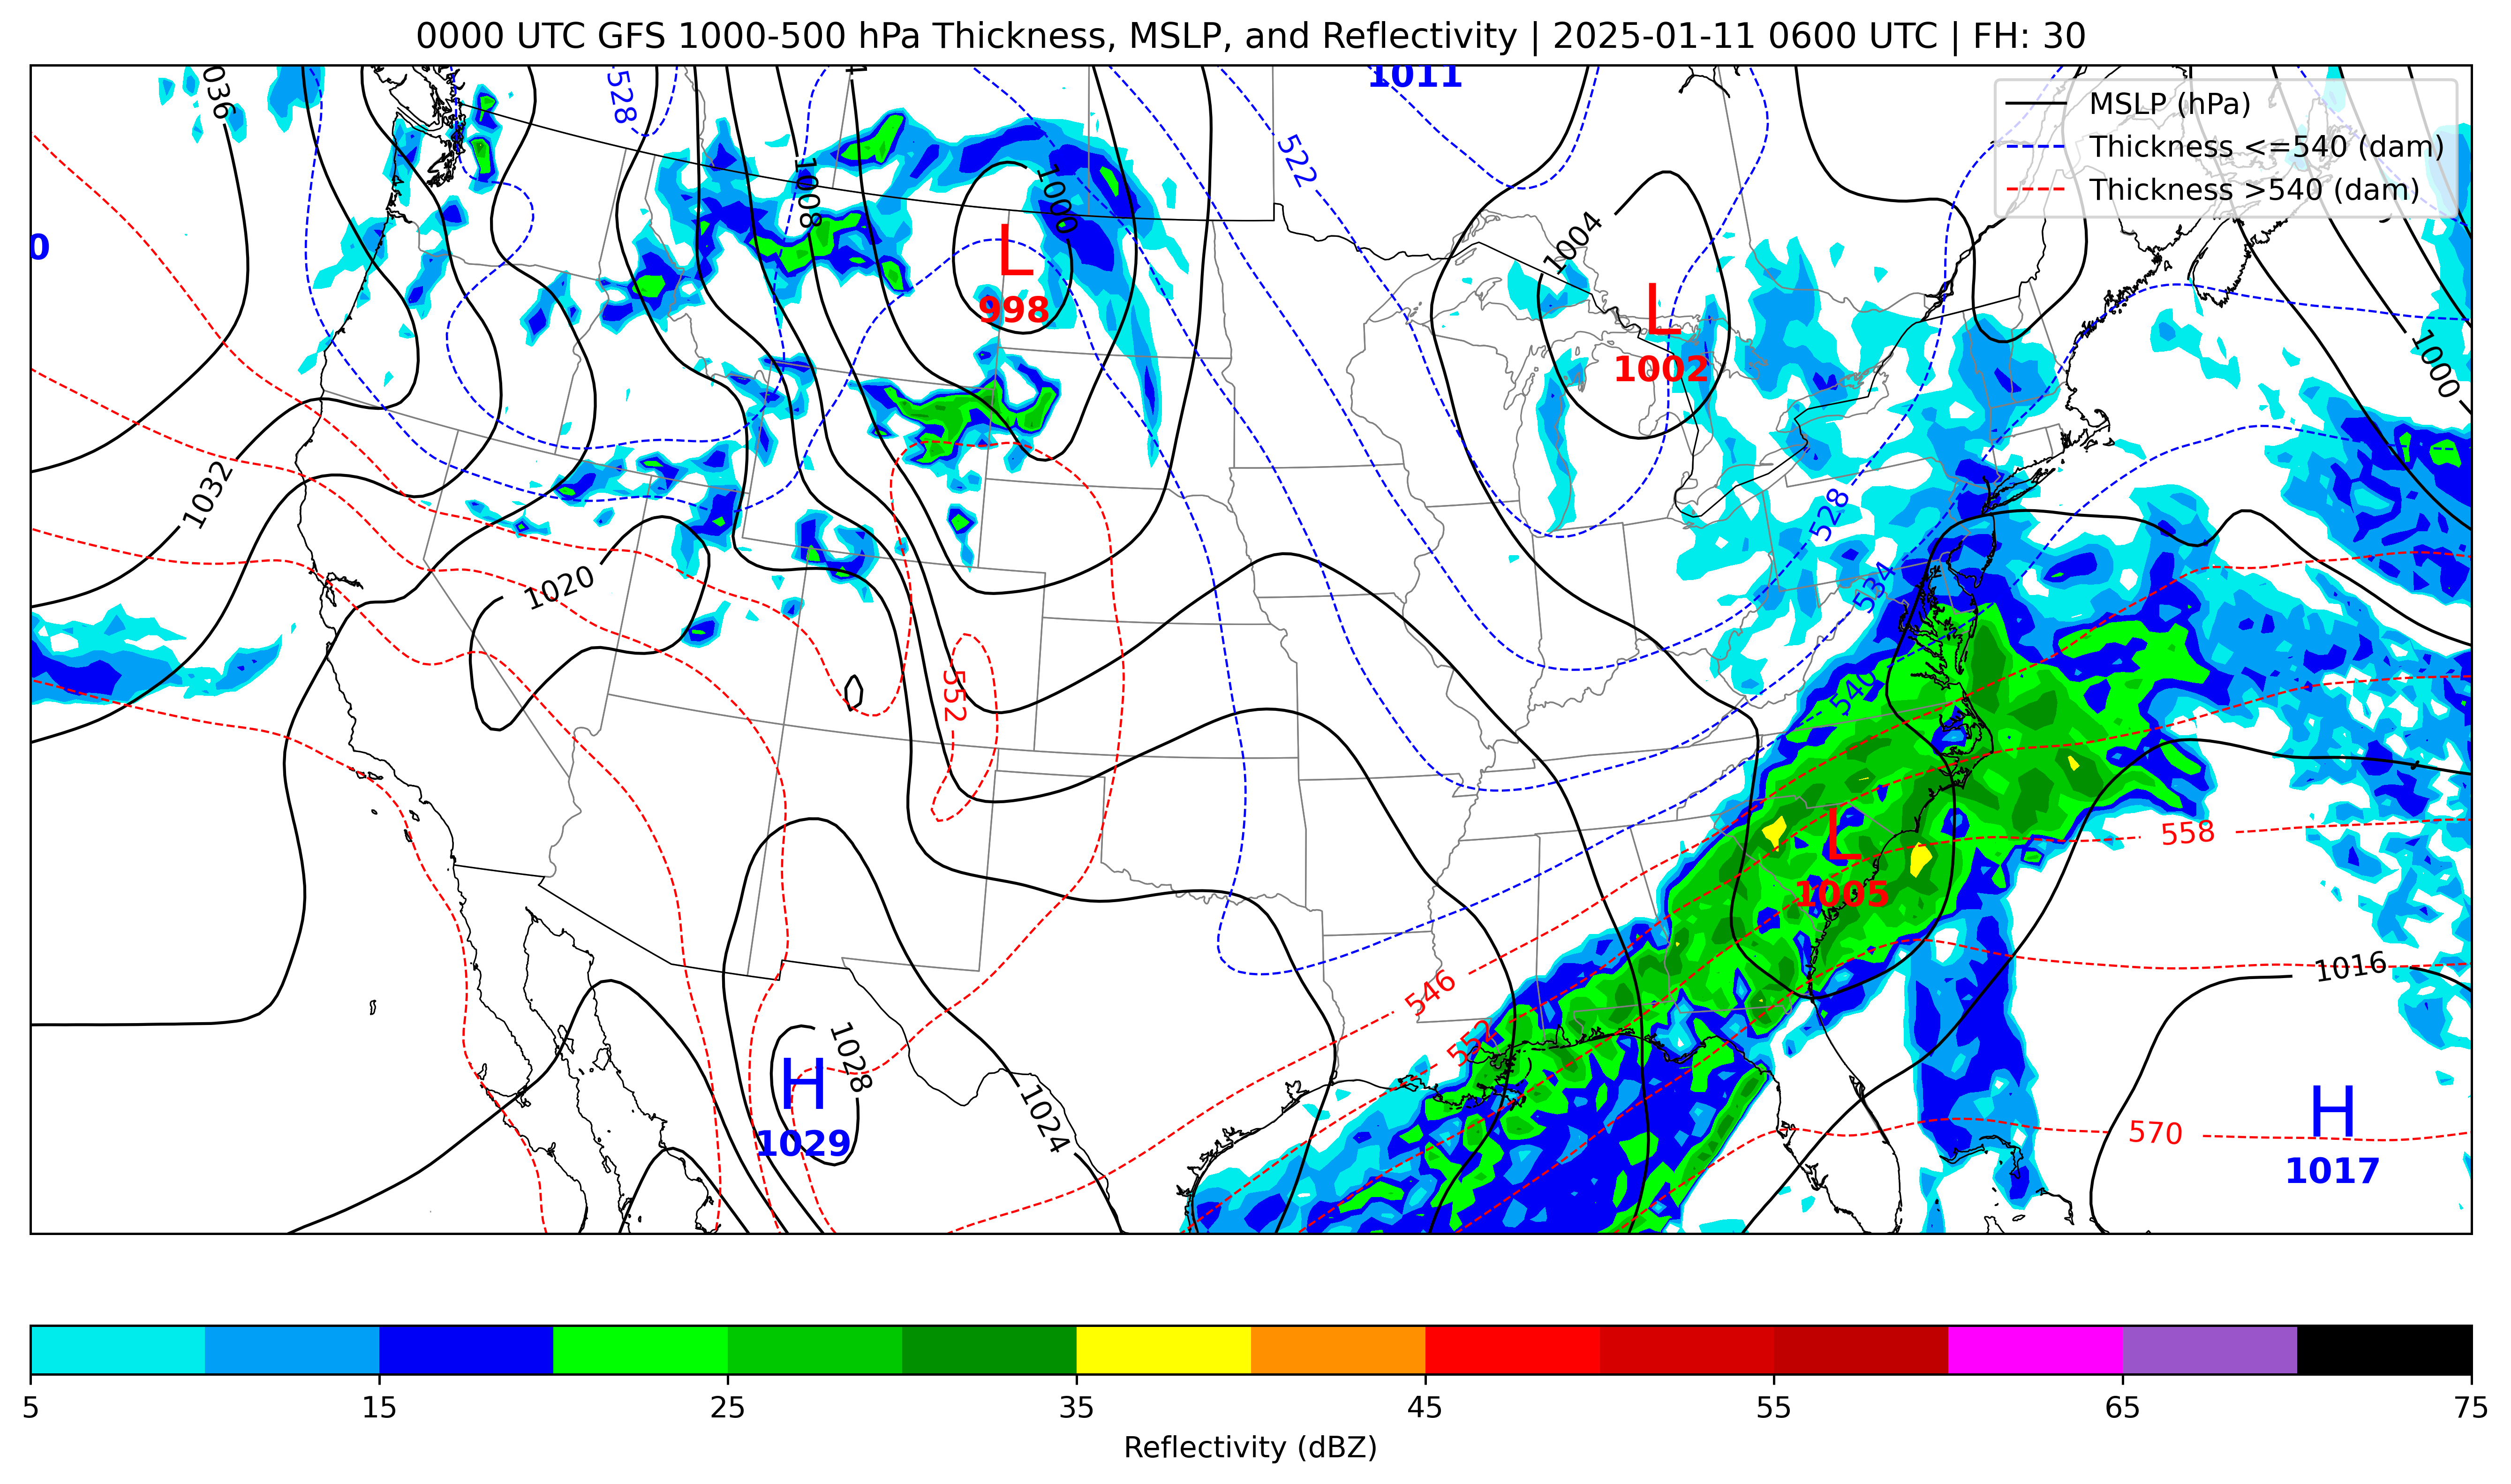 0000 UTC GFS 1000-500 hPa Thickness, MSLP, and Reflectivity | 2025-01-11 0600 UTC | FH: 30
MSLP (hPa)
Thickness <=540 (dam)
Thickness >540 (dam)
1011
036
528
522
1008
1000
1004
0
L
998
L
1002
1000
1032
528
534
1020
540
552
L
1005
558
546
552
1016
H
1029
1028
1024
H
1017
570
5 15 25 35 45 55 65 75
Reflectivity (dBZ)